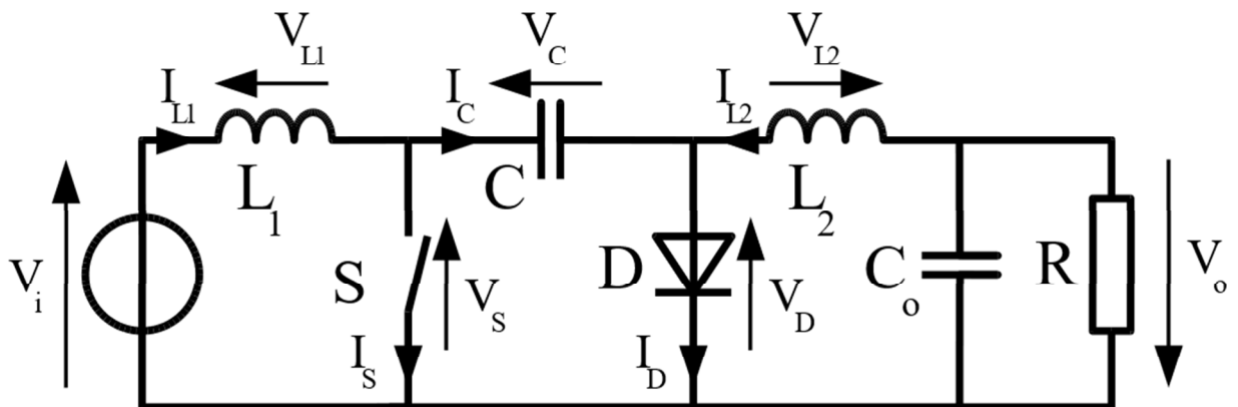 V_L1
V_C
V_L2
I_L1
I_C
I_L2
L_1
C
L_2
V_i
S
V_S
D
V_D
C_o
R
V_o
I_S
I_D